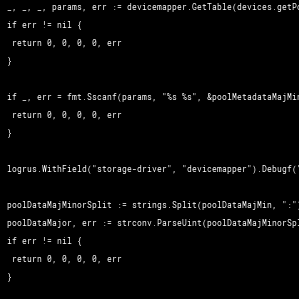 _, _, _, params, err := devicemapper.GetTable(devices.getPo
if err != nil {
return 0, 0, 0, 0, err
}
if _, err = fmt.Sscanf(params, "%s %s", &poolMetadataMajMin
return 0, 0, 0, 0, err
}
logrus.WithField("storage-driver", "devicemapper").Debugf("
poolDataMajMinorSplit := strings.Split(poolDataMajMin, ":"
poolDataMajor, err := strconv.ParseUint(poolDataMajMinorSpl
if err != nil {
return 0, 0, 0, 0, err
}